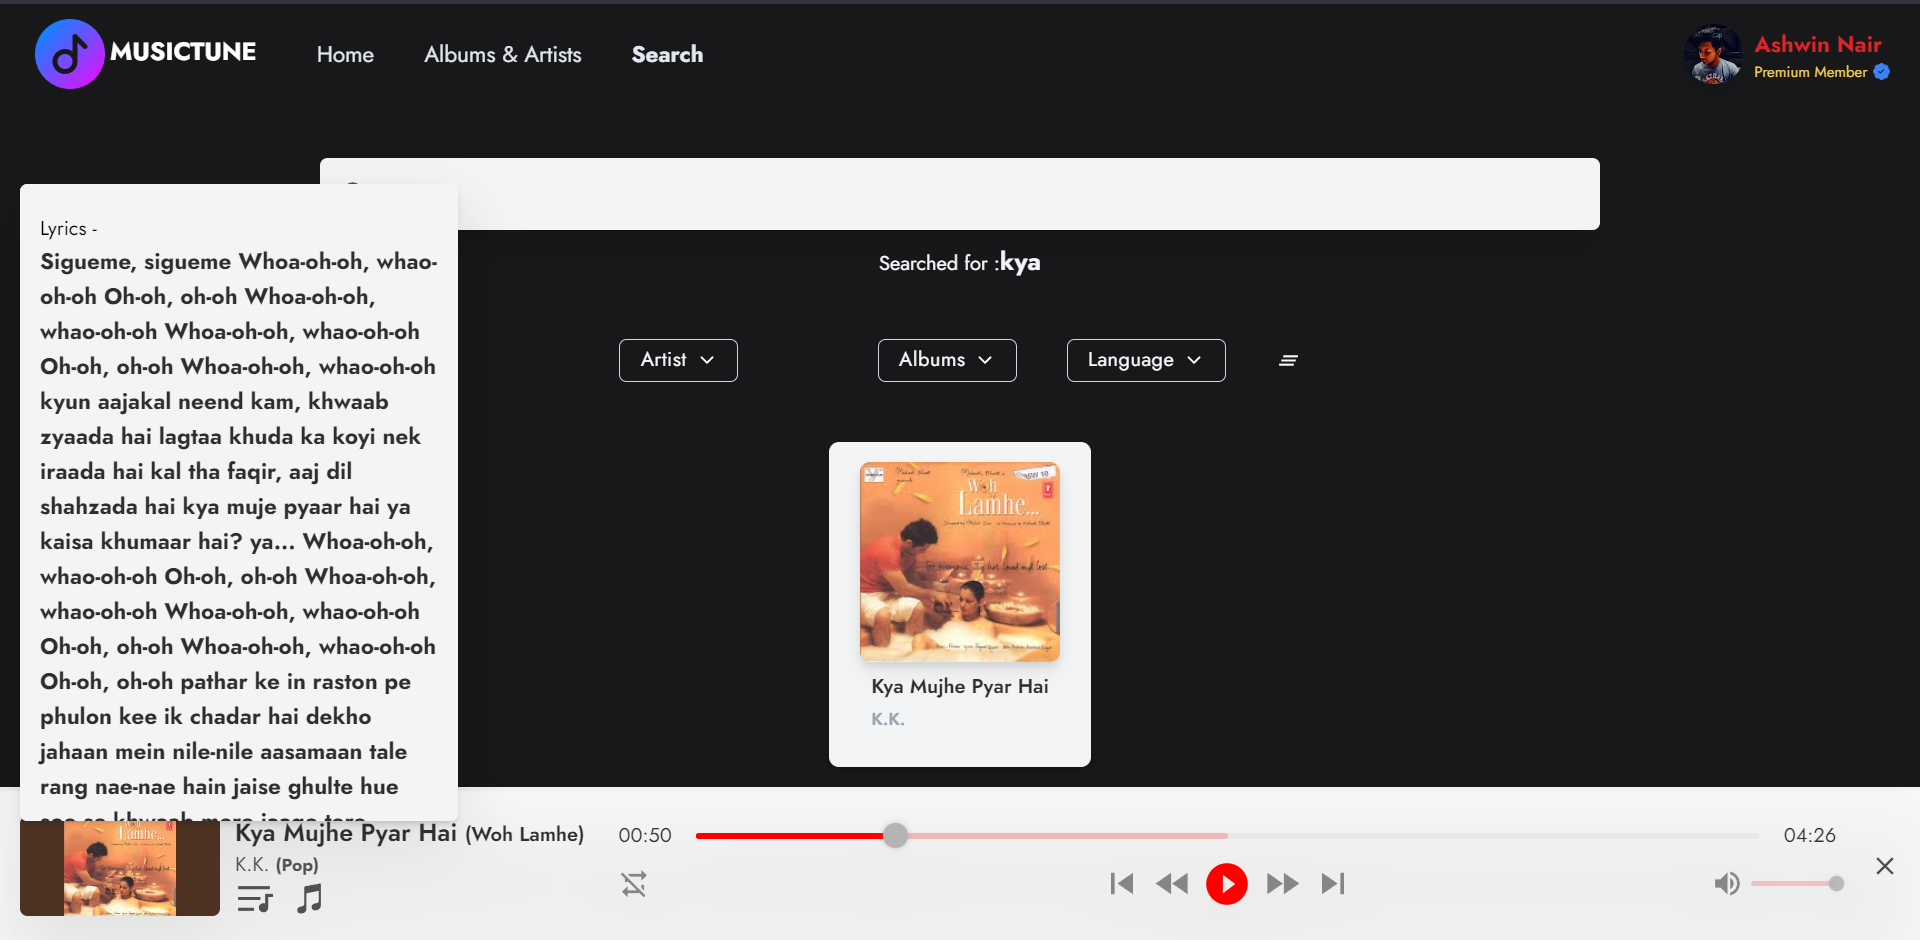 MUSICTUNE
Home
Albums & Artists
Search
Ashwin Nair
Premium Member
Lyrics -
Sigueme, sigueme Whoa-oh-oh, whao-
oh-oh Oh-oh, oh-oh Whoa-oh-oh,
whao-oh-oh Whoa-oh-oh, whao-oh-oh
Oh-oh, oh-oh Whoa-oh-oh, whao-oh-oh
kyun aajakal neend kam, khwaab
zyaada hai lagtaa khuda ka koyi nek
iraada hai kal tha faqir, aaj dil
shahzada hai kya muje pyaar hai ya
kaisa khumaar hai? ya... Whoa-oh-oh,
whao-oh-oh Oh-oh, oh-oh Whoa-oh-oh,
whao-oh-oh Whoa-oh-oh, whao-oh-oh
Oh-oh, oh-oh Whoa-oh-oh, whao-oh-oh
Oh-oh, oh-oh pathar ke in raston pe
phulon kee ik chadar hai dekho
jahaan mein nile-nile aasamaan tale
rang nae-nae hain jaise ghulte hue
Searched for :kya
Artist
Albums
Language
Woh
Lamhe...
Kya Mujhe Pyar Hai
K.K.
Lamhe...
Kya Mujhe Pyar Hai (Woh Lamhe)
K.K. (Pop)
00:50
04:26